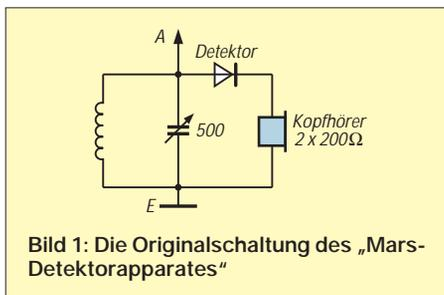 A
Detektor
500
Kopfhörer
2 x 200Ω
E
Bild 1: Die Originalschaltung des „Mars-
Detektorapparates“